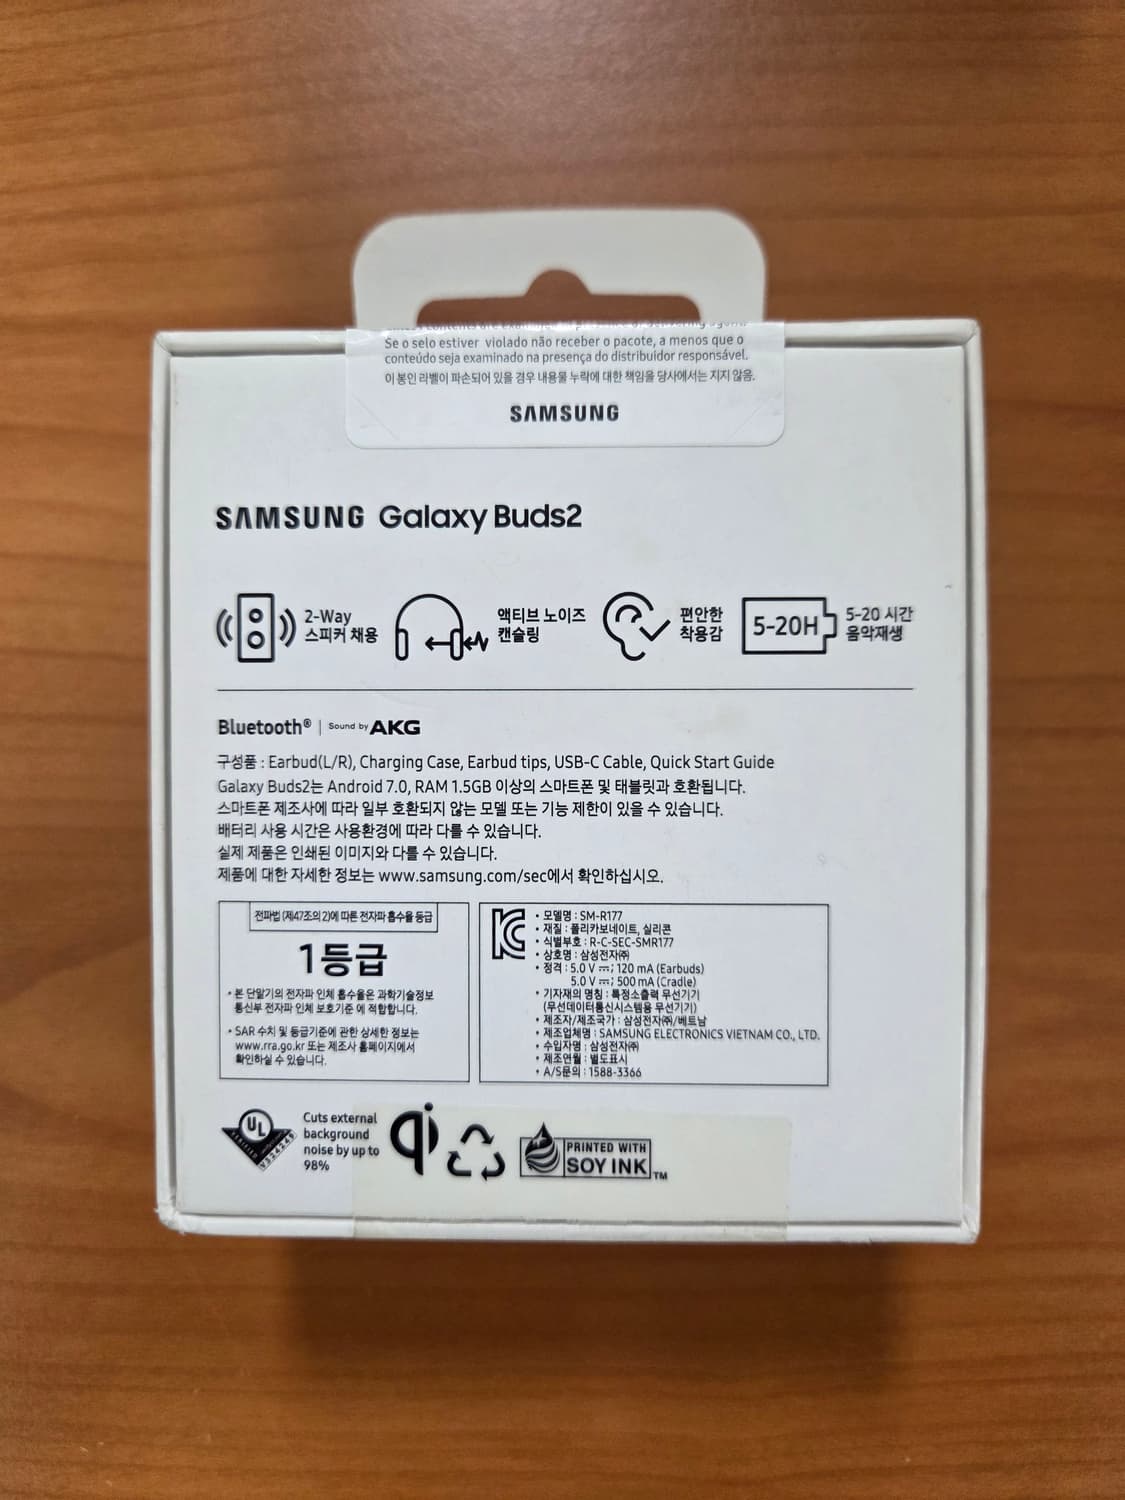 Se o selo estiver violado não receber o pacote, a menos que o
conteúdo seja examinado na presença do distribuidor responsável.
이 봉인 라벨이 파손되어 있을 경우 내용물 누락에 대한 책임을 당사에서는 지지 않음.
SAMSUNG
SAMSUNG Galaxy Buds2
2-Way
스피커 채용
액티브 노이즈
캔슬링
편안한
착용감
5-20H
5-20 시간
음악재생
Bluetooth® | Sound by AKG
구성품 : Earbud(L/R), Charging Case, Earbud tips, USB-C Cable, Quick Start Guide
Galaxy Buds2는 Android 7.0, RAM 1.5GB 이상의 스마트폰 및 태블릿과 호환됩니다.
스마트폰 제조사에 따라 일부 호환되지 않는 모델 또는 기능 제한이 있을 수 있습니다.
배터리 사용 시간은 사용환경에 따라 다를 수 있습니다.
실제 제품은 인쇄된 이미지와 다를 수 있습니다.
제품에 대한 자세한 정보는 www.samsung.com/sec에서 확인하십시오.
전파법 (제47조의 2)에 따른 전자파 흡수율 등급
1등급
• 본 단말기의 전자파 인체 흡수율은 과학기술정보
통신부 전자파 인체 보호기준 에 적합합니다.
• SAR 수치 및 등급기준에 관한 상세한 정보는
www.rra.go.kr 또는 제조사 홈페이지에서
확인하실 수 있습니다.
• 모델명 : SM-R177
• 재질 : 폴리카보네이트, 실리콘
• 식별부호 : R-C-SEC-SMR177
• 상호명 : 삼성전자㈜
• 정격 : 5.0 V ⎓; 120 mA (Earbuds)
5.0 V ⎓; 500 mA (Cradle)
• 기자재의 명칭 : 특정소출력 무선기기
(무선데이터통신시스템용 무선기기)
• 제조자/제조국가 : 삼성전자㈜/베트남
• 제조업체명 : SAMSUNG ELECTRONICS VIETNAM CO., LTD.
• 수입자명 : 삼성전자㈜
• 제조연월 : 별도표시
• A/S문의 : 1588-3366
UL
VERIFIED
V324249
Cuts external
background
noise by up to
98%
qi
PRINTED WITH
SOY INK™